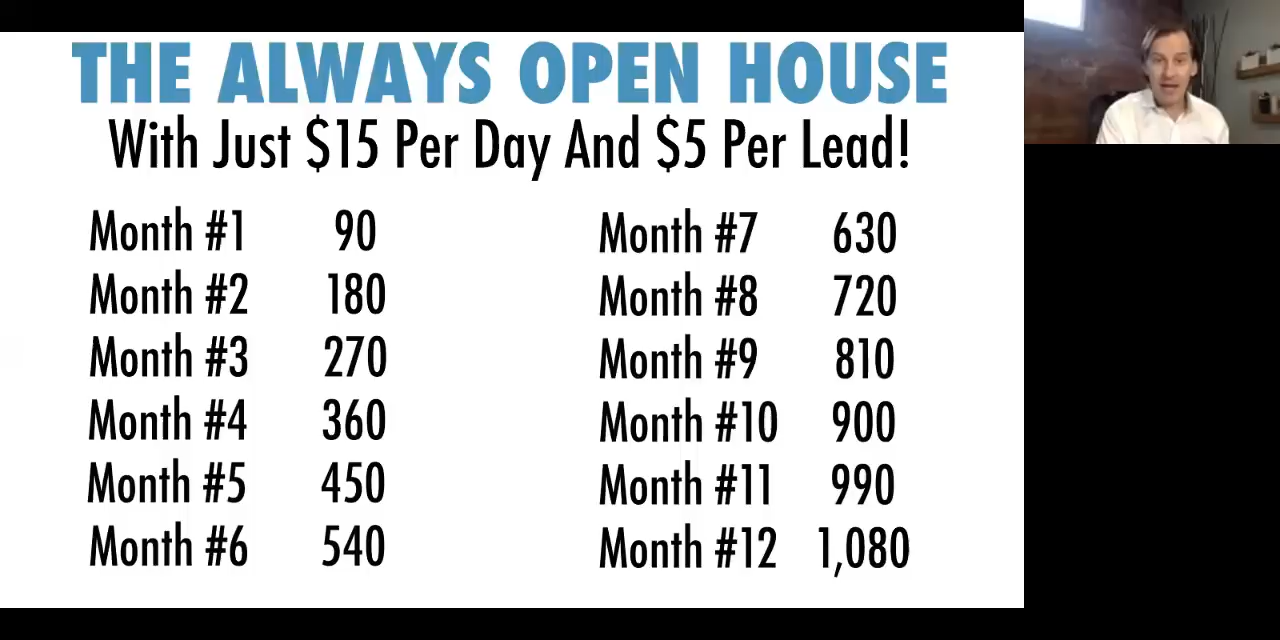 THE ALWAYS OPEN HOUSE
With Just $15 Per Day And $5 Per Lead!
Month #1 90
Month #2 180
Month #3 270
Month #4 360
Month #5 450
Month #6 540
Month #7 630
Month #8 720
Month #9 810
Month #10 900
Month #11 990
Month #12 1,080